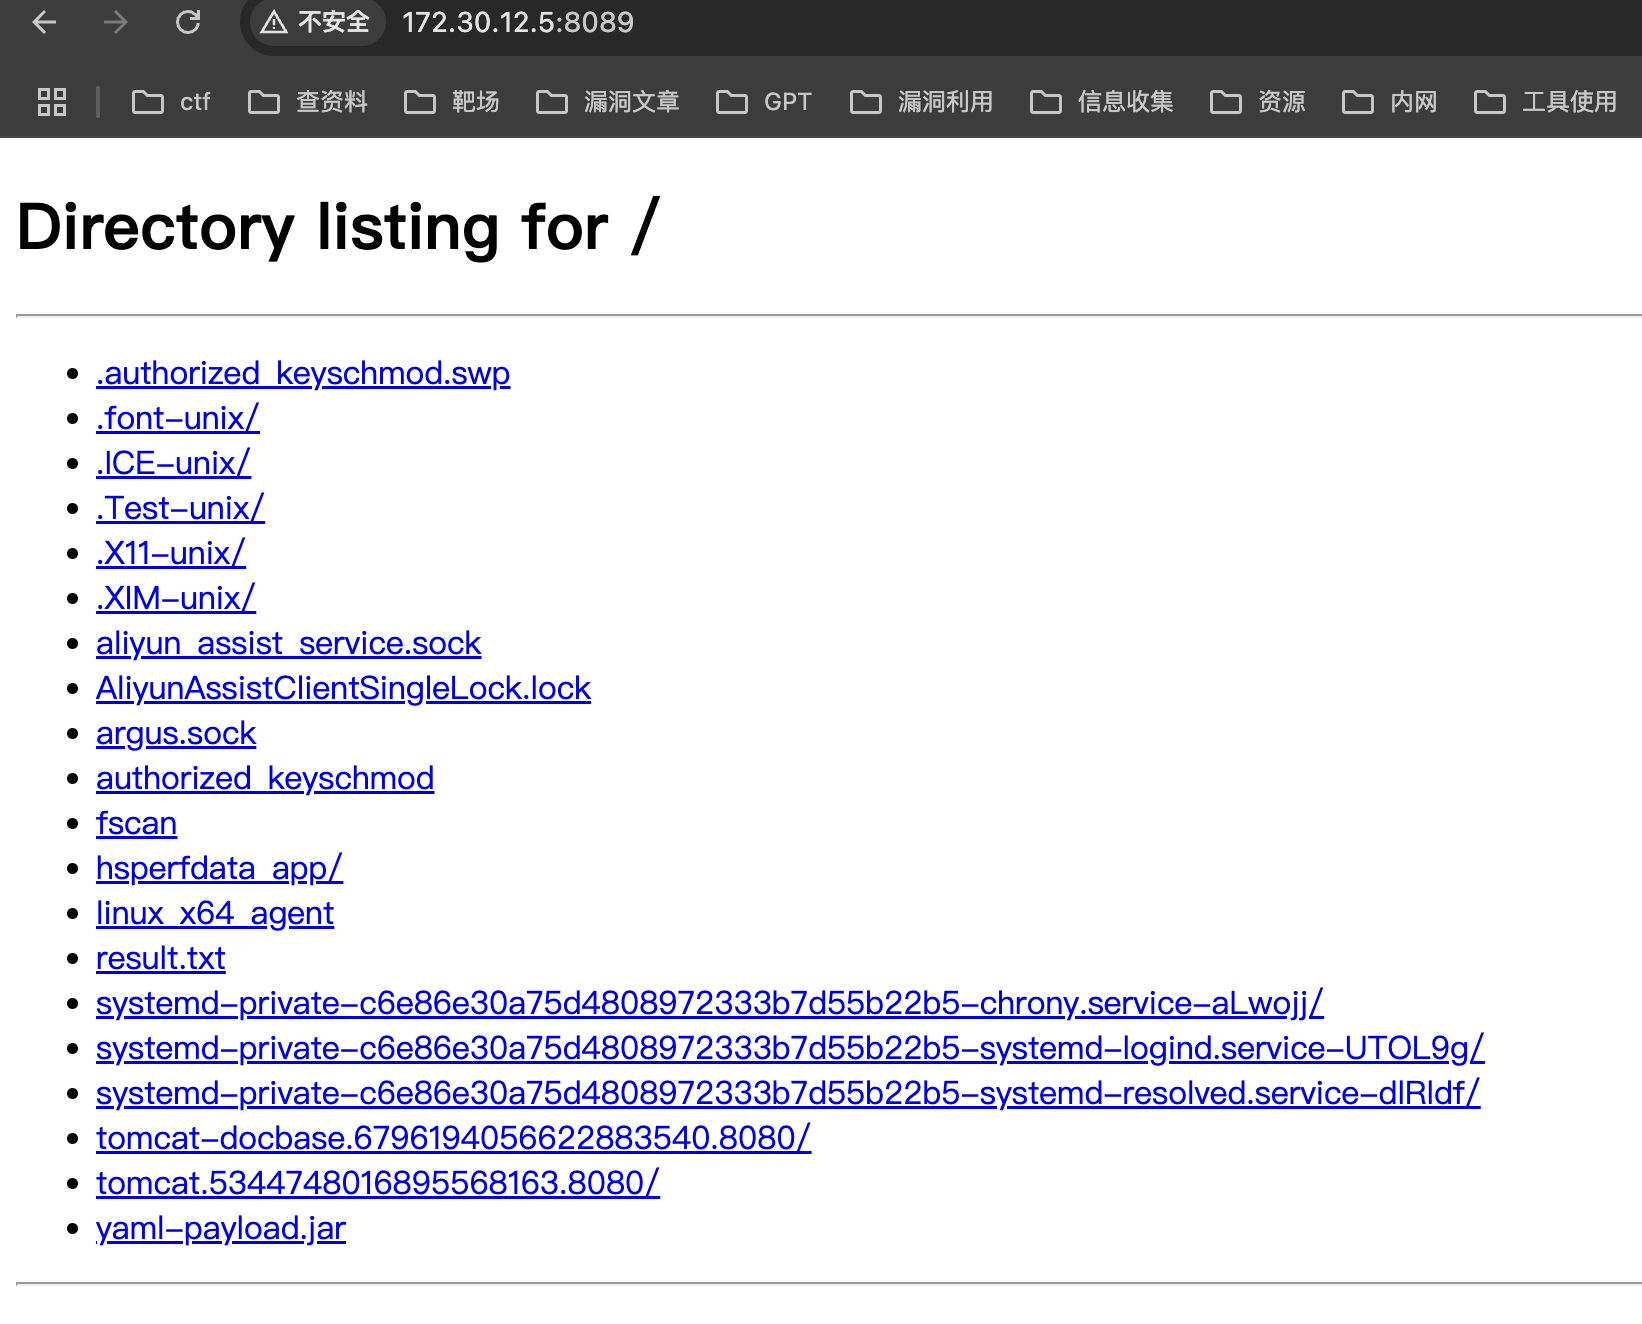 不安全 172.30.12.5:8089
ctf 查资料 靶场 漏洞文章 GPT 漏洞利用 信息收集 资源 内网 工具使用
Directory listing for /
.authorized_keyschmod.swp
.font-unix/
.ICE-unix/
.Test-unix/
.X11-unix/
.XIM-unix/
aliyun_assist_service.sock
AliyunAssistClientSingleLock.lock
argus.sock
authorized_keyschmod
fscan
hsperfdata_app/
linux_x64_agent
result.txt
systemd-private-c6e86e30a75d4808972333b7d55b22b5-chrony.service-aLwojj/
systemd-private-c6e86e30a75d4808972333b7d55b22b5-systemd-logind.service-UTOL9g/
systemd-private-c6e86e30a75d4808972333b7d55b22b5-systemd-resolved.service-dlRldf/
tomcat-docbase.6796194056622883540.8080/
tomcat.5344748016895568163.8080/
yaml-payload.jar